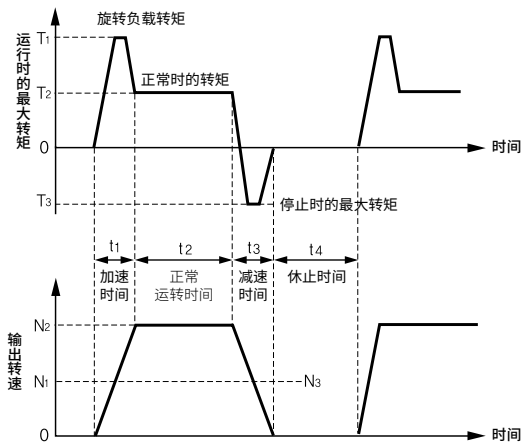 旋转负载转矩
运行时的最大转矩
T1
正常时的转矩
T2
0
时间
T3
停止时的最大转矩
t1
t2
t3
t4
加速
时间
正常
运转时间
减速
时间
休止时间
输出转速
N2
N1
N3
0
时间